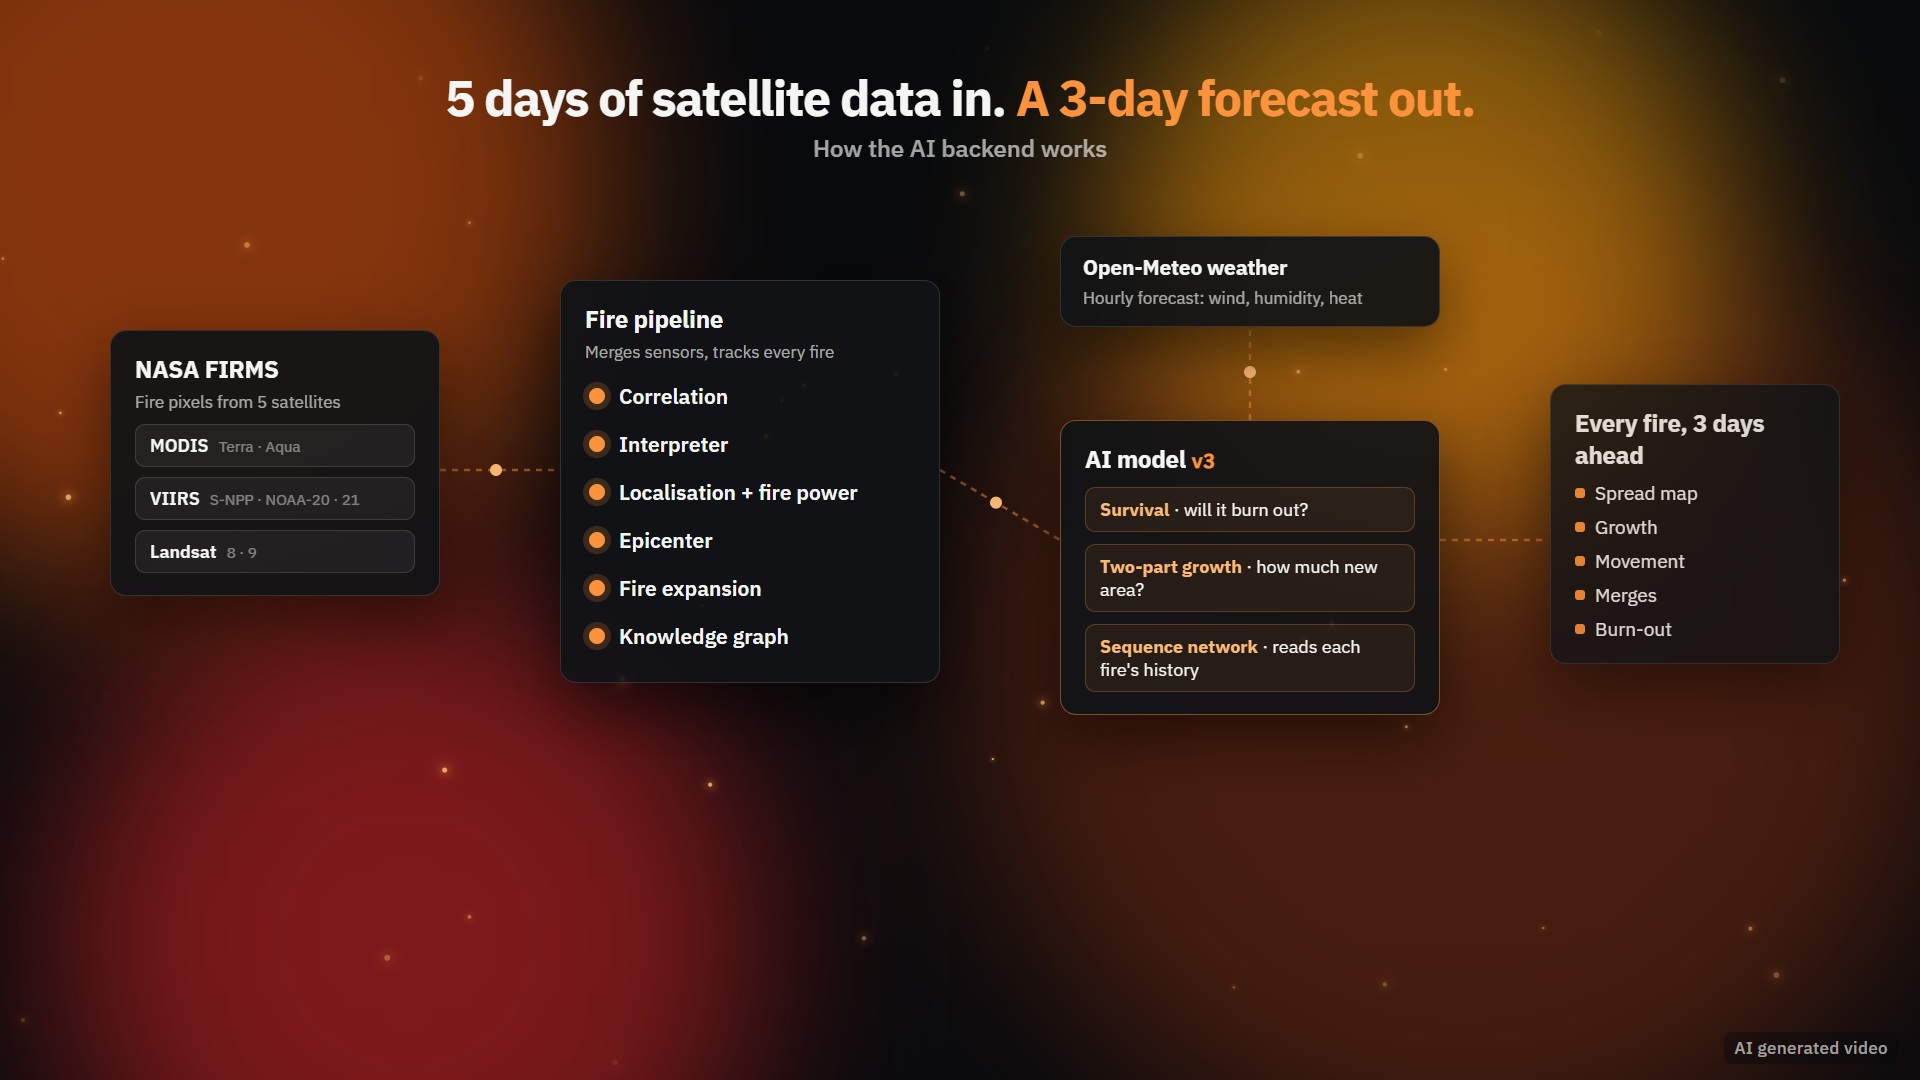 5 days of satellite data in. A 3-day forecast out.
How the AI backend works
NASA FIRMS
Fire pixels from 5 satellites
MODIS Terra · Aqua
VIIRS S-NPP · NOAA-20 · 21
Landsat 8 · 9
Fire pipeline
Merges sensors, tracks every fire
Correlation
Interpreter
Localisation + fire power
Epicenter
Fire expansion
Knowledge graph
Open-Meteo weather
Hourly forecast: wind, humidity, heat
AI model v3
Survival · will it burn out?
Two-part growth · how much new
area?
Sequence network · reads each
fire's history
Every fire, 3 days
ahead
Spread map
Growth
Movement
Merges
Burn-out
AI generated video